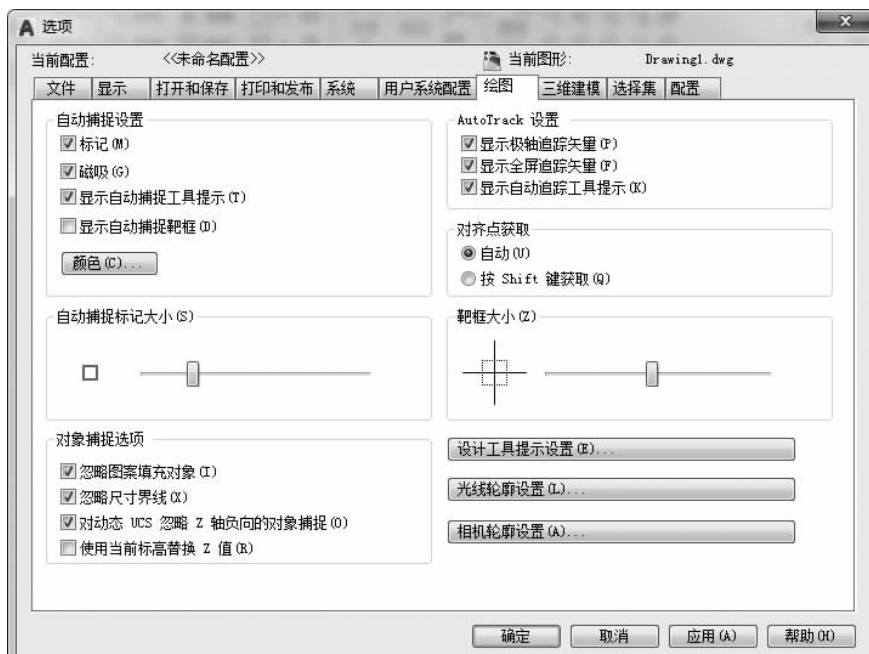 选项
当前配置: <<未命名配置>> 当前图形: Drawing1.dwg
文件 显示 打开和保存 打印和发布 系统 用户系统配置 绘图 三维建模 选择集 配置
自动捕捉设置
标记(M)
磁吸(G)
显示自动捕捉工具提示(T)
显示自动捕捉靶框(D)
颜色(C)...
AutoTrack 设置
显示极轴追踪矢量(P)
显示全屏追踪矢量(F)
显示自动追踪工具提示(K)
对齐点获取
自动(U)
按 Shift 键获取(Q)
自动捕捉标记大小(S)
靶框大小(Z)
对象捕捉选项
忽略图案填充对象(I)
忽略尺寸界线(X)
对动态 UCS 忽略 Z 轴负向的对象捕捉(O)
使用当前标高替换 Z 值(R)
设计工具提示设置(E)...
光线轮廓设置(L)...
相机轮廓设置(A)...
确定 取消 应用(A) 帮助(H)